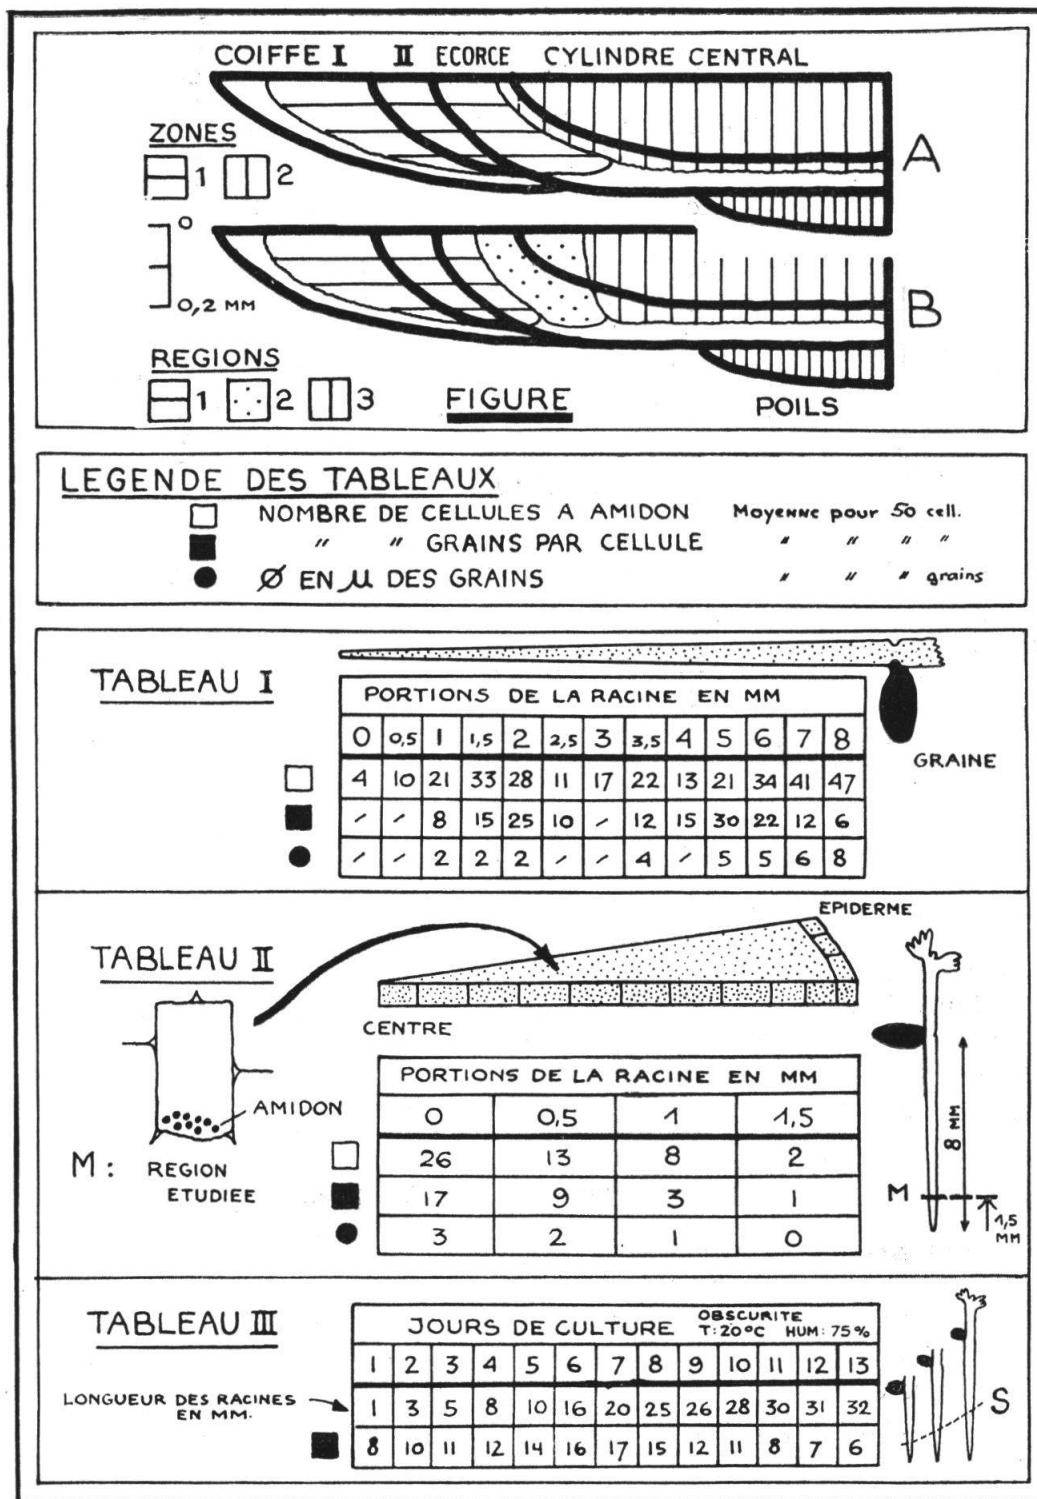 COIFFE I II ECORCE CYLINDRE CENTRAL
ZONES
1 2
A
0
0,2 MM
B
REGIONS
1 2 3
FIGURE
POILS
LEGENDE DES TABLEAUX
NOMBRE DE CELLULES A AMIDON Moyenne pour 50 cell.
" " GRAINS PAR CELLULE " " " "
Ø EN µ DES GRAINS " " " grains
TABLEAU I
GRAINE
PORTIONS DE LA RACINE EN MM
0 0,5 1 1,5 2 2,5 3 3,5 4 5 6 7 8
4 10 21 33 28 11 17 22 13 21 34 41 47
/ / 8 15 25 10 / 12 15 30 22 12 6
/ / 2 2 2 / / 4 / 5 5 6 8
TABLEAU II
EPIDERME
CENTRE
AMIDON
M : REGION
ETUDIEE
PORTIONS DE LA RACINE EN MM
0 0,5 1 1,5
26 13 8 2
17 9 3 1
3 2 1 0
8 MM
M
1,5
MM
TABLEAU III
JOURS DE CULTURE OBSCURITE
T: 20°C HUM: 75%
1 2 3 4 5 6 7 8 9 10 11 12 13
LONGUEUR DES RACINES
EN MM.
1 3 5 8 10 16 20 25 26 28 30 31 32
8 10 11 12 14 16 17 15 12 11 8 7 6
S